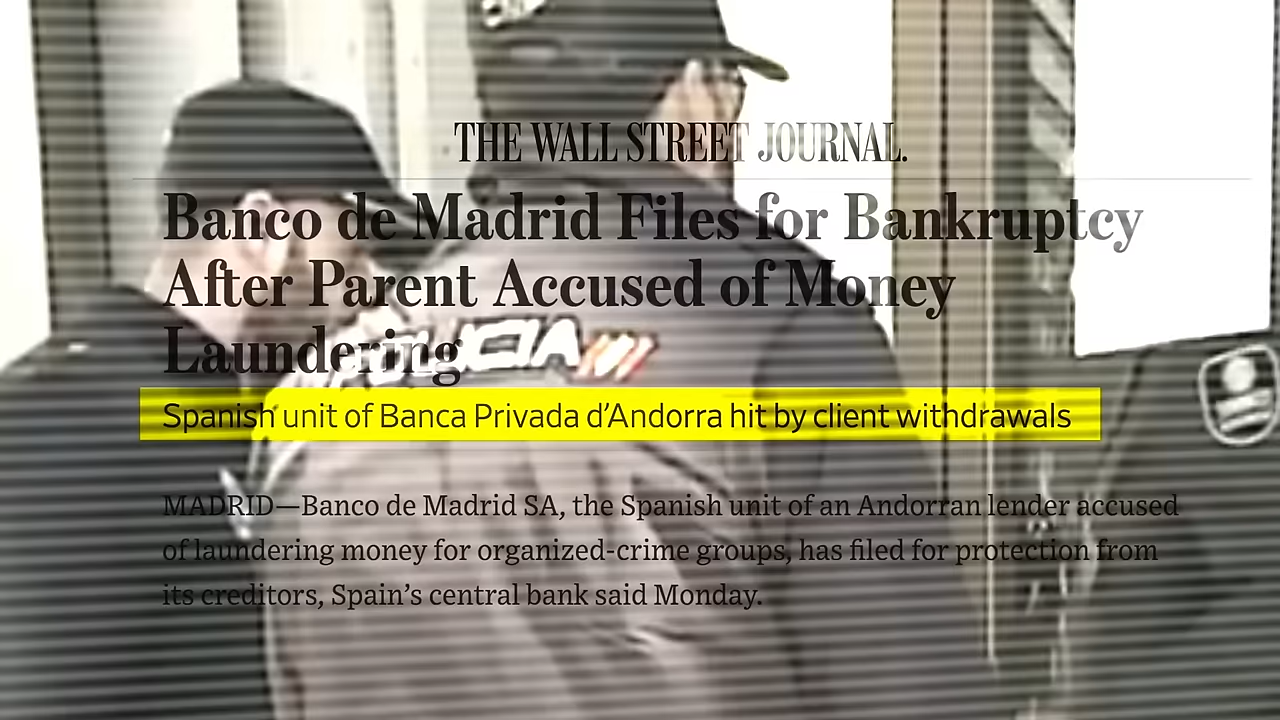 THE WALL STREET JOURNAL.
Banco de Madrid Files for Bankruptcy
After Parent Accused of Money
Laundering
POLICIA
Spanish unit of Banca Privada d’Andorra hit by client withdrawals
MADRID—Banco de Madrid SA, the Spanish unit of an Andorran lender accused
of laundering money for organized-crime groups, has filed for protection from
its creditors, Spain’s central bank said Monday.